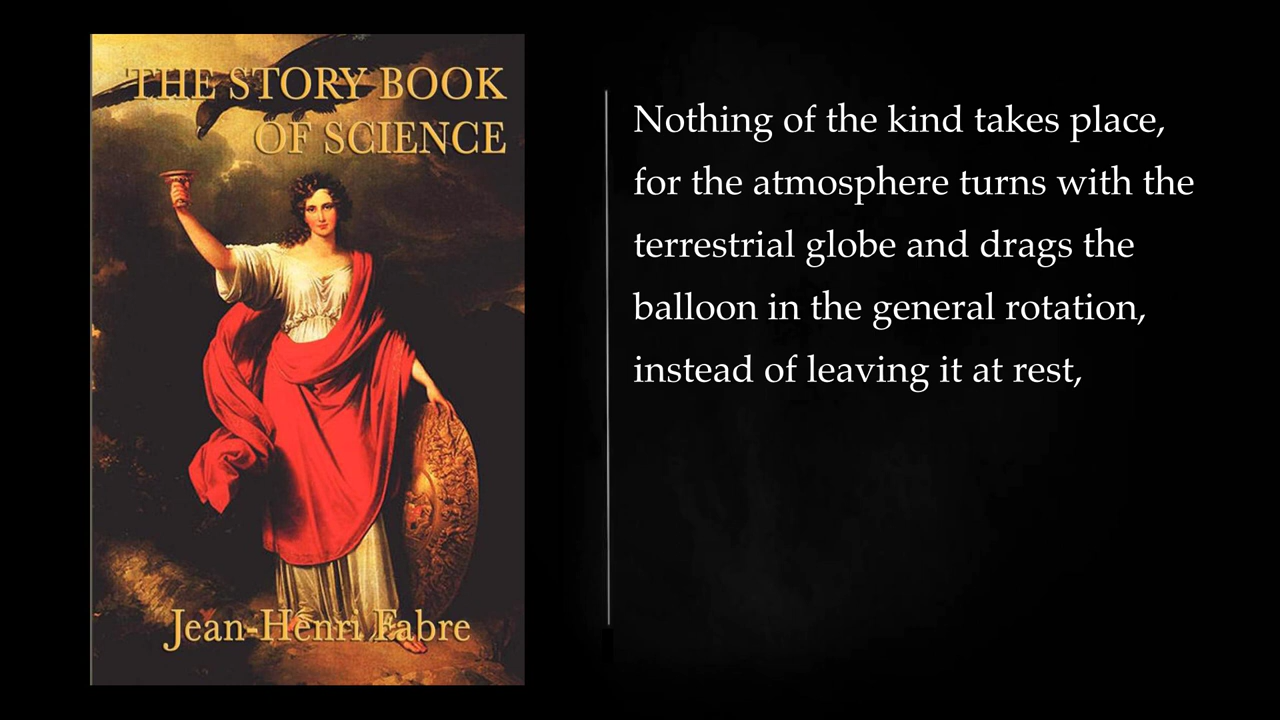 THE STORY BOOK
OF SCIENCE
Jean-Henri Fabre
Nothing of the kind takes place,
for the atmosphere turns with the
terrestrial globe and drags the
balloon in the general rotation,
instead of leaving it at rest,